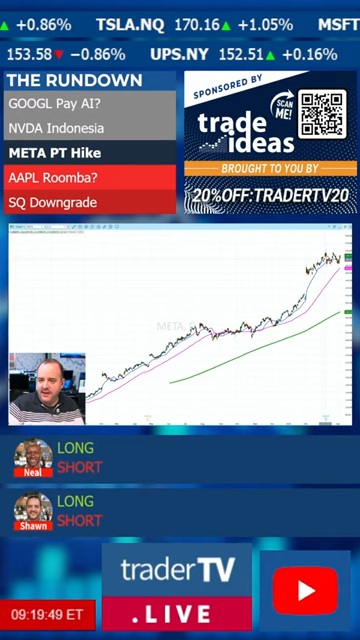 +0.86% TSLA.NQ 170.16▲ +1.05% MSFT
153.58▼ −0.86% UPS.NY 152.51▲ +0.16%
THE RUNDOWN
GOOGL Pay AI?
NVDA Indonesia
META PT Hike
AAPL Roomba?
SQ Downgrade
SPONSORED BY
SCAN ME!
trade
ideas
BROUGHT TO YOU BY
20%OFF:TRADERTV20
META,
LONG
SHORT
Neal
LONG
SHORT
Shawn
traderTV
.LIVE
09:19:49 ET